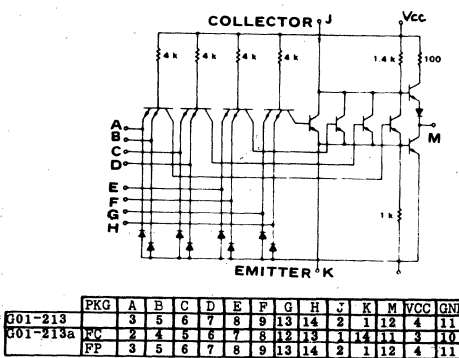 COLLECTOR J VCC
4 k 4 k 4 k 4 k 1.4 k 100
A
B
C
D
M
E
F
G
H
1 k
EMITTER K
PKG A B C D E F G H J K M VCC GND
G01-213 3 5 6 7 8 9 13 14 2 1 12 4 11
G01-213a FC 2 4 5 6 7 8 12 13 1 14 11 3 10
FP 3 5 6 7 8 9 13 14 2 1 12 4 11